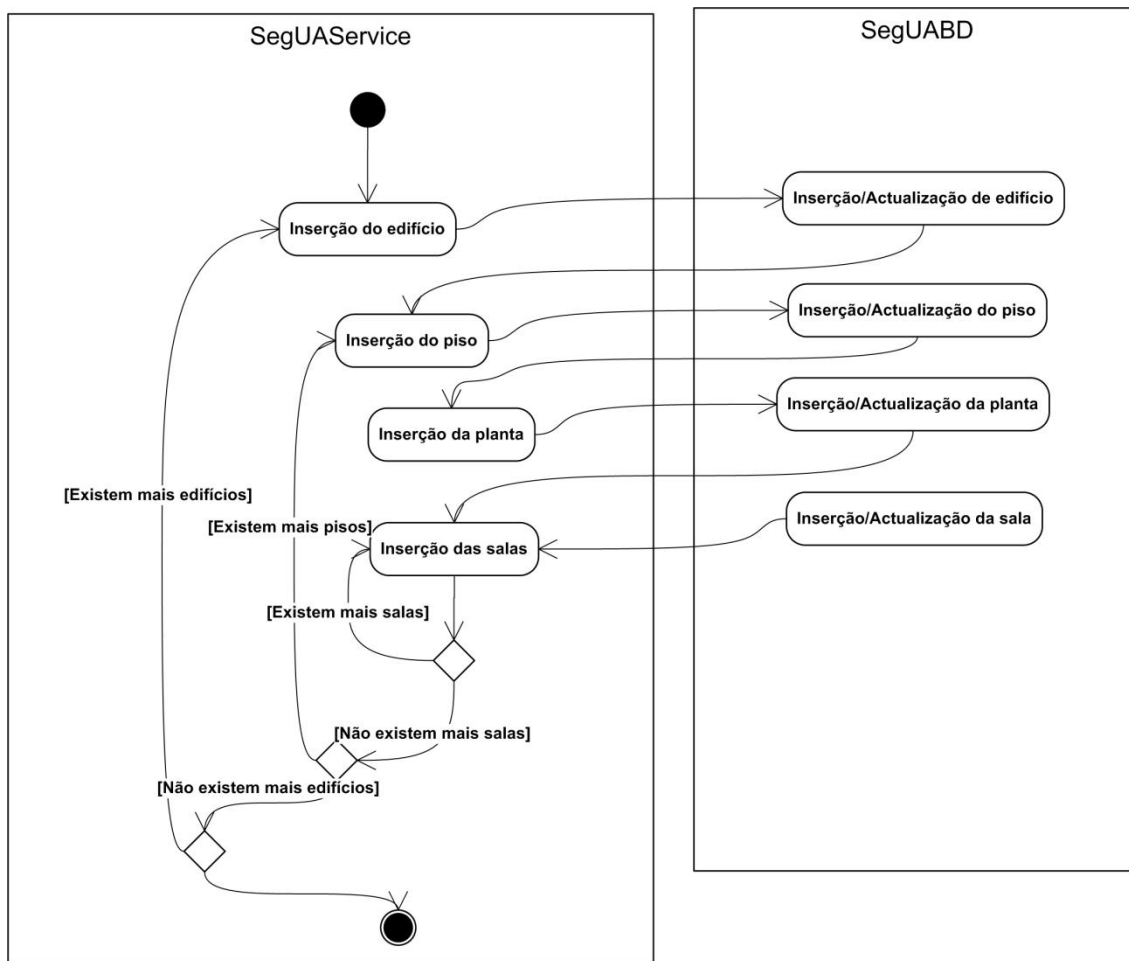 SegUAService
SegUABD
Inserção do edifício
Inserção/Actualização de edifício
Inserção do piso
Inserção/Actualização do piso
Inserção da planta
Inserção/Actualização da planta
[Existem mais edifícios]
[Existem mais pisos]
Inserção das salas
Inserção/Actualização da sala
[Existem mais salas]
[Não existem mais salas]
[Não existem mais edifícios]